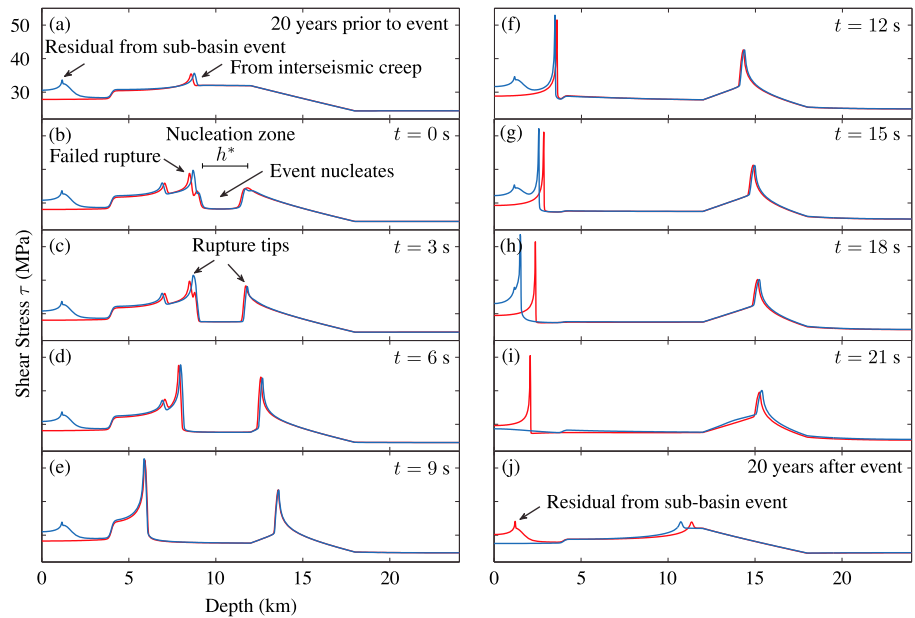 (a) 20 years prior to event
Residual from sub-basin event
From interseismic creep
50
40
30
(b) Nucleation zone t = 0 s
Failed rupture h*
Event nucleates
(c) Rupture tips t = 3 s
(d) t = 6 s
(e) t = 9 s
Shear Stress τ (MPa)
0 5 10 15 20
Depth (km)
(f) t = 12 s
(g) t = 15 s
(h) t = 18 s
(i) t = 21 s
(j) 20 years after event
Residual from sub-basin event
0 5 10 15 20
Depth (km)